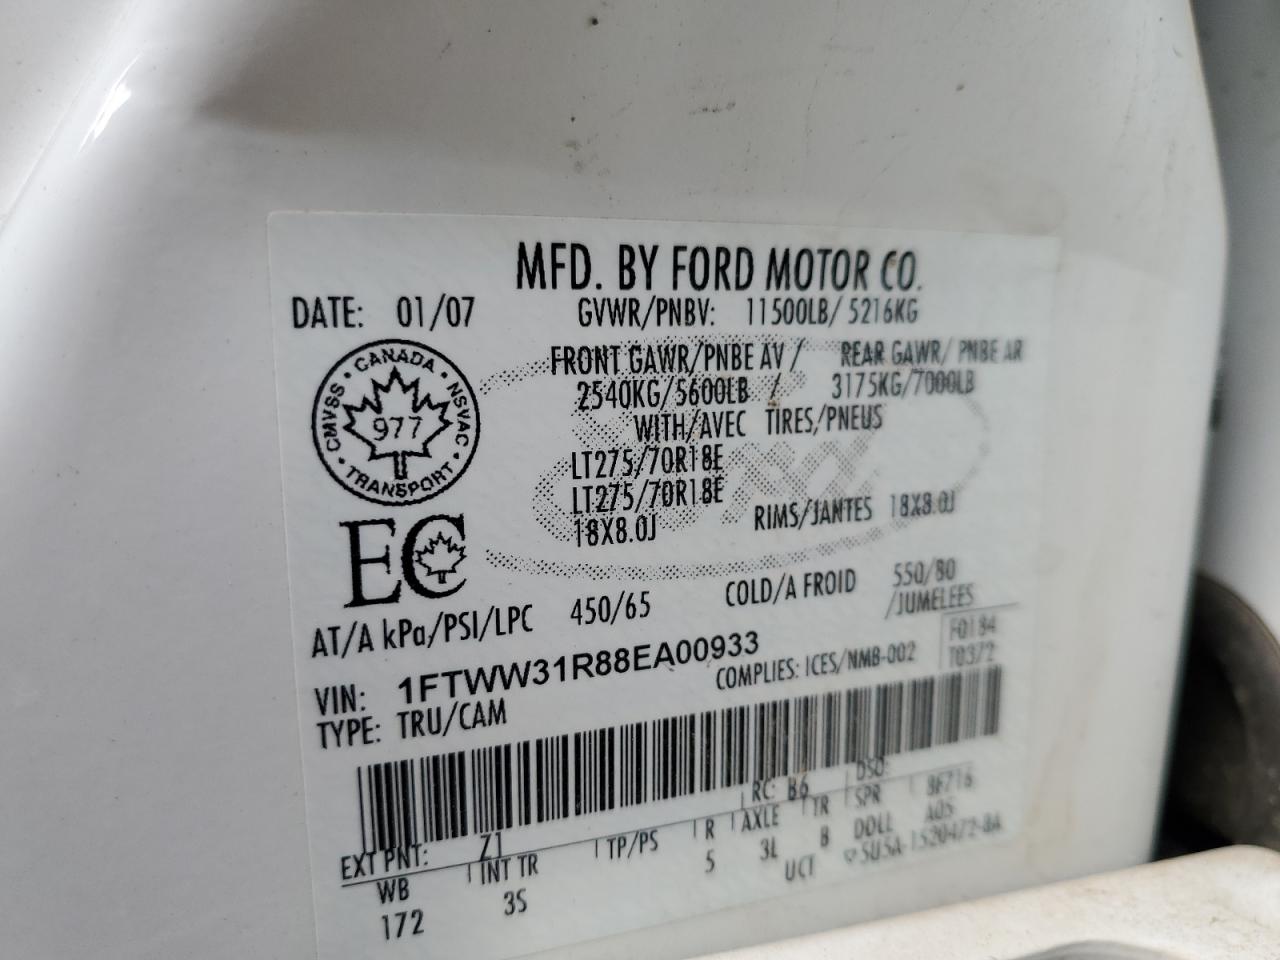 MFD. BY FORD MOTOR CO.
DATE: 01/07 GVWR/PNBV: 11500LB/ 5216KG
FRONT GAWR/PNBE AV / REAR GAWR/ PNBE AR
2540KG/5600LB / 3175KG/7000LB
WITH/AVEC TIRES/PNEUS
LT275/70R18E
LT275/70R18E
18X8.0J RIMS/JANTES 18X8.0J
CMVSS • CANADA • NSVAC • TRANSPORT •
977
EC
AT/A kPa/PSI/LPC 450/65 COLD/A FROID 550/80
/JUMELEES
VIN: 1FTWW31R88EA00933 F0184
COMPLIES: ICES/NMB-002 T0372
TYPE: TRU/CAM
EXT PNT: Z1 RC: B6 DSO:
WB INT TR TP/PS R AXLE TR SPR BF716
172 3S 5 3L B DOLL A05
UCT